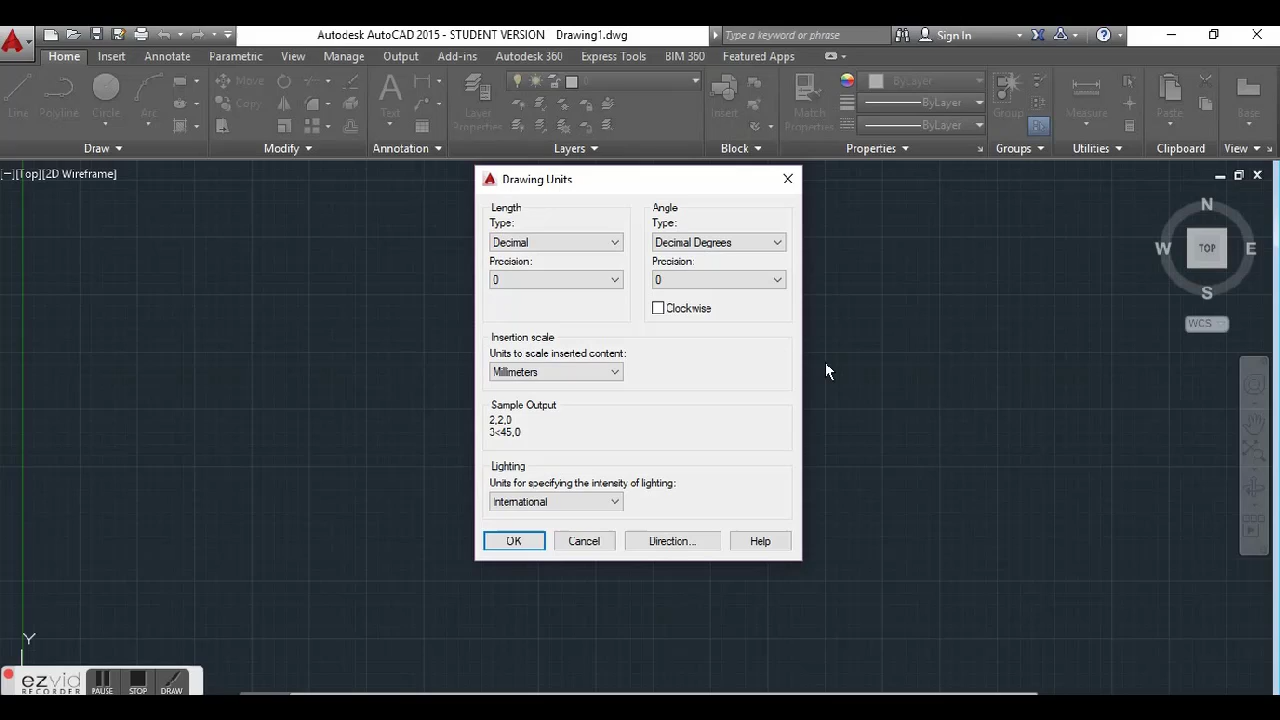 Autodesk AutoCAD 2015 - STUDENT VERSION Drawing1.dwg
Type a keyword or phrase
Sign In
Home Insert Annotate Parametric View Manage Output Add-ins Autodesk 360 Express Tools BIM 360 Featured Apps
Move
ByLayer
Copy
ByLayer
Line Polyline Circle Arc
Text
Layer Properties
Insert
Match Properties
Group
Measure
Paste
Base
ByLayer
Draw Modify Annotation Layers Block Properties Groups Utilities Clipboard View
[−][Top][2D Wireframe]
Drawing Units
Length
Type:
Decimal
Precision:
0
Angle
Type:
Decimal Degrees
Precision:
0
Clockwise
Insertion scale
Units to scale inserted content:
Millimeters
Sample Output
2,2,0
3<45,0
Lighting
Units for specifying the intensity of lighting:
International
OK Cancel Direction... Help
N
W TOP E
S
WCS
Y
ezvid
RECORDER
PAUSE STOP DRAW